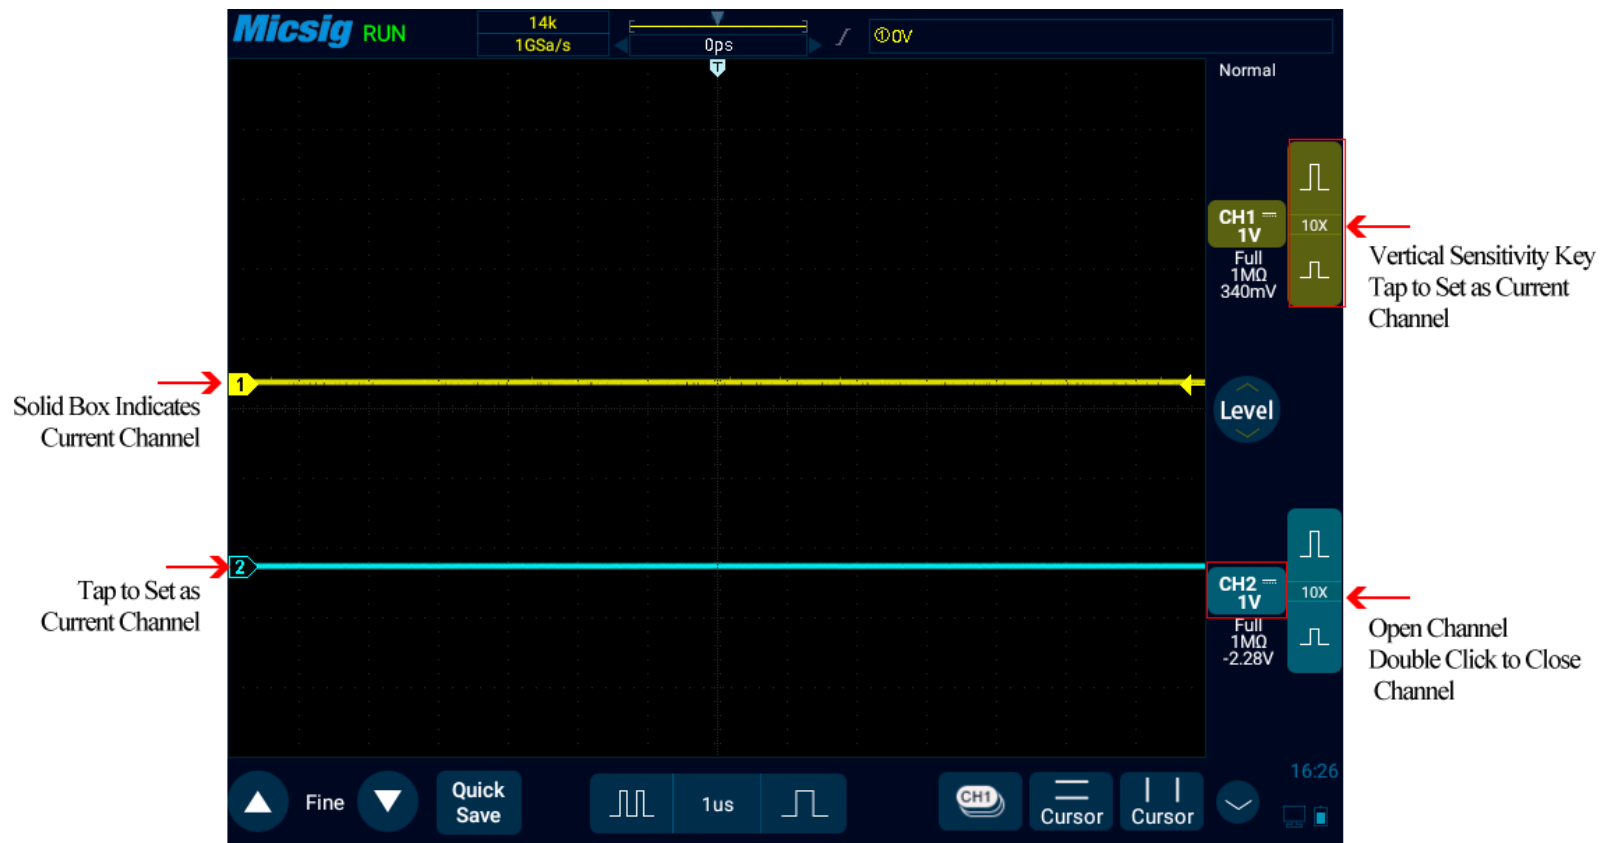 Micsig RUN
14k
1GSa/s
0ps
①0V
T
Normal
CH1
1V
Full
1MΩ
340mV
10X
Vertical Sensitivity Key
Tap to Set as Current
Channel
1
Solid Box Indicates
Current Channel
Level
2
Tap to Set as
Current Channel
CH2
1V
Full
1MΩ
-2.28V
10X
Open Channel
Double Click to Close
Channel
Fine
Quick
Save
1us
CH1
Cursor
Cursor
16:26